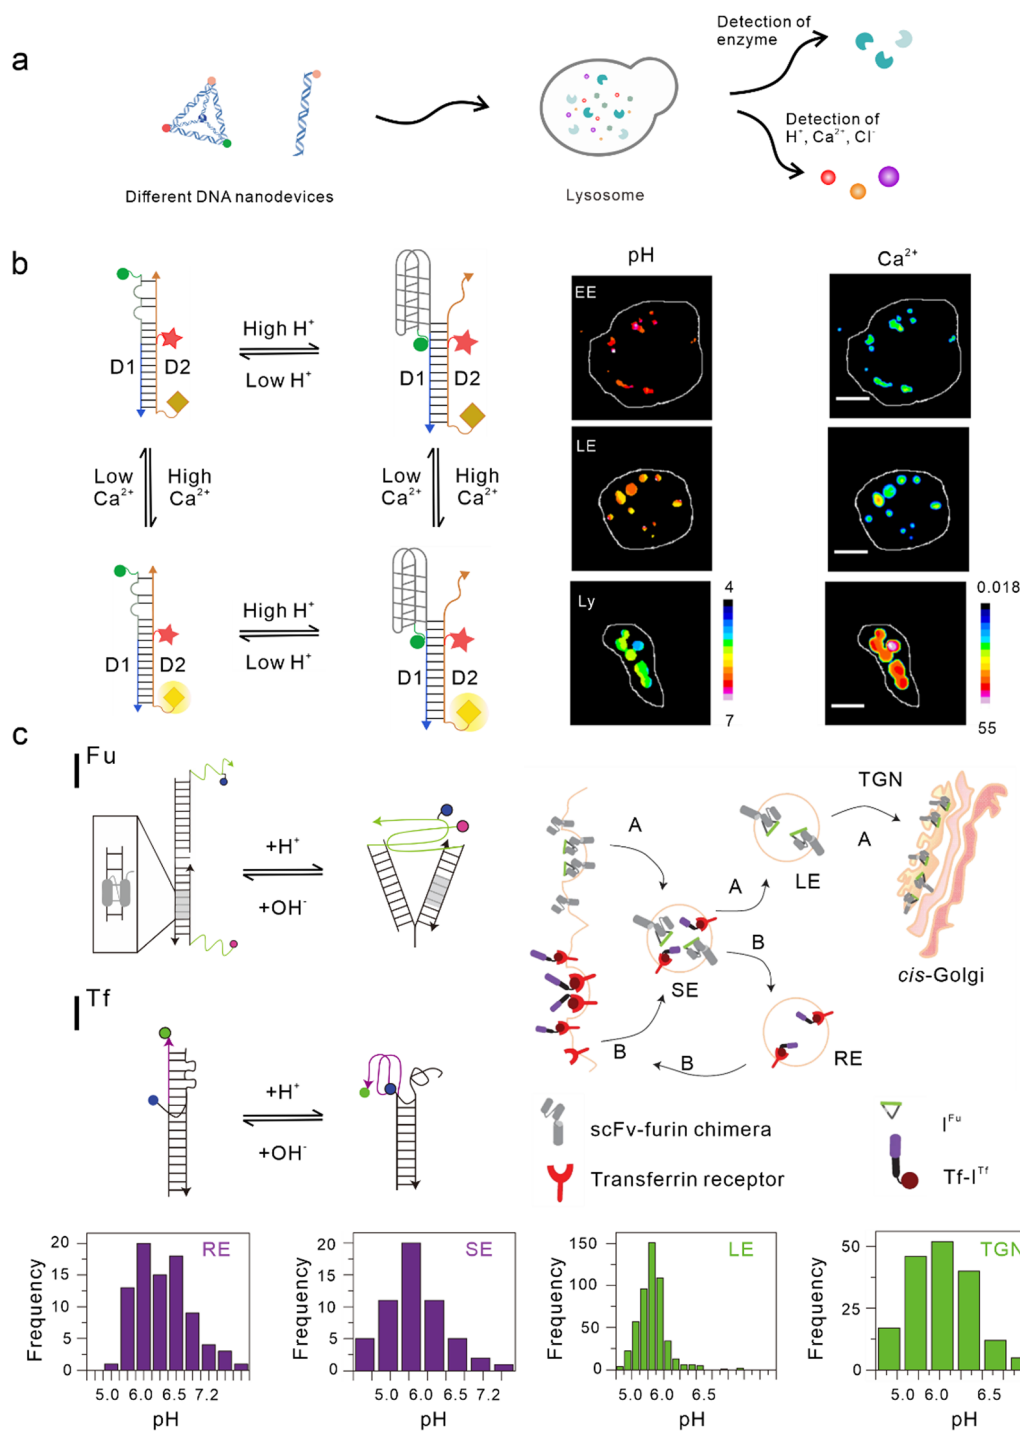 a
Detection of
enzyme
Detection of
H⁺, Ca²⁺, Cl⁻
Different DNA nanodevices
Lysosome
b
pH
Ca²⁺
EE
High H⁺
Low H⁺
D1
D2
D1
D2
Low
Ca²⁺
High
Ca²⁺
Low
Ca²⁺
High
Ca²⁺
LE
High H⁺
Low H⁺
D1
D2
D1
D2
Ly
4
7
0.018
55
c
I Fu
+H⁺
+OH⁻
A
TGN
A
LE
A
B
SE
cis-Golgi
B
B
RE
I Tf
+H⁺
+OH⁻
scFv-furin chimera
I^Fu
Transferrin receptor
Tf-I^Tf
RE
Frequency
20
15
10
5
0
5.0 6.0 6.5 7.2
pH
SE
Frequency
20
10
0
5.0 6.0 6.5 7.2
pH
LE
Frequency
150
100
50
0
5.0 6.0 6.5
pH
TGN
Frequency
50
25
0
5.0 6.0 6.5
pH